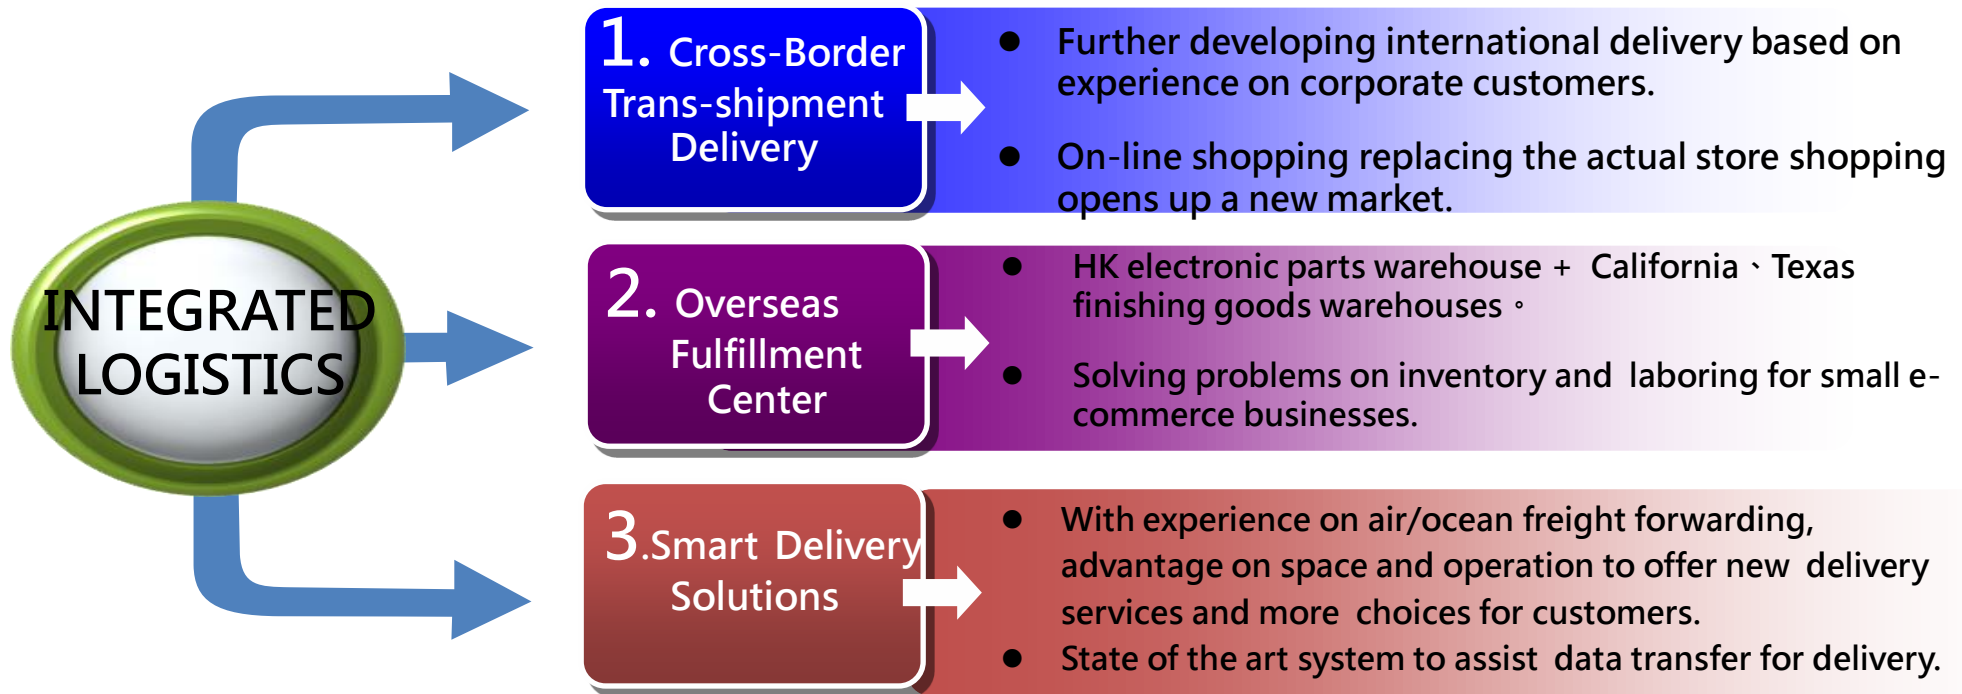 INTEGRATED
LOGISTICS
1. Cross-Border
Trans-shipment
Delivery
● Further developing international delivery based on
experience on corporate customers.
● On-line shopping replacing the actual store shopping
opens up a new market.
2. Overseas
Fulfillment
Center
● HK electronic parts warehouse + California、Texas
finishing goods warehouses。
● Solving problems on inventory and laboring for small e-
commerce businesses.
3.Smart Delivery
Solutions
● With experience on air/ocean freight forwarding,
advantage on space and operation to offer new delivery
services and more choices for customers.
● State of the art system to assist data transfer for delivery.